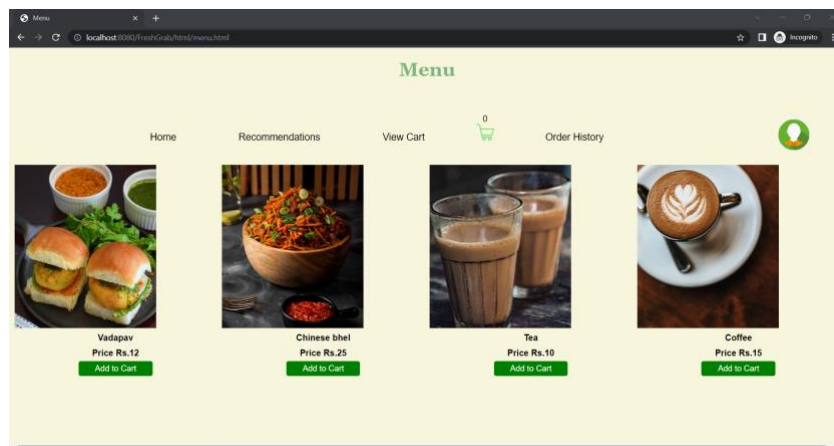 Menu
localhost:8080/FreshGrab/html/menu.html
Incognito
Menu
0
Home Recommendations View Cart Order History
Vadapav Chinese bhel Tea Coffee
Price Rs.12 Price Rs.25 Price Rs.10 Price Rs.15
Add to Cart Add to Cart Add to Cart Add to Cart